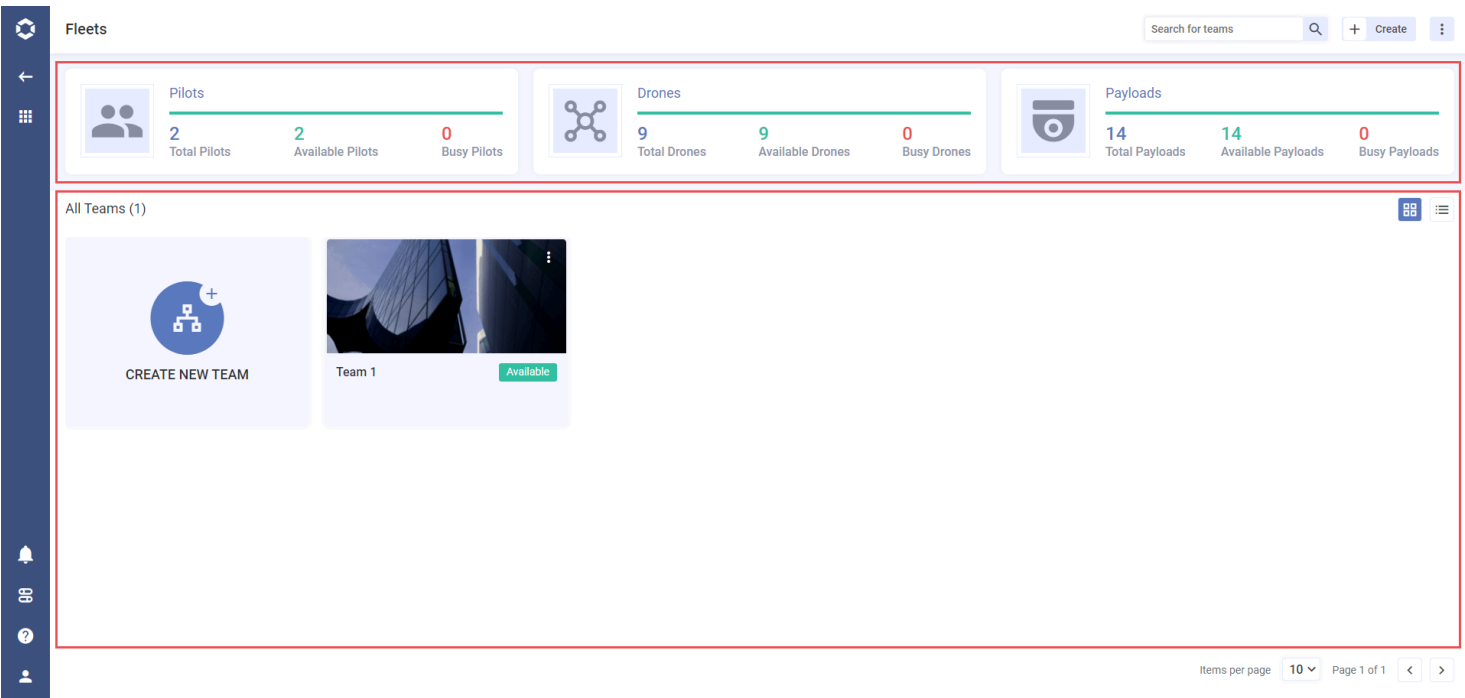 Fleets
Search for teams
Create
Pilots
2 2 0
Total Pilots Available Pilots Busy Pilots
Drones
9 9 0
Total Drones Available Drones Busy Drones
Payloads
14 14 0
Total Payloads Available Payloads Busy Payloads
All Teams (1)
CREATE NEW TEAM
Team 1 Available
Items per page 10 Page 1 of 1